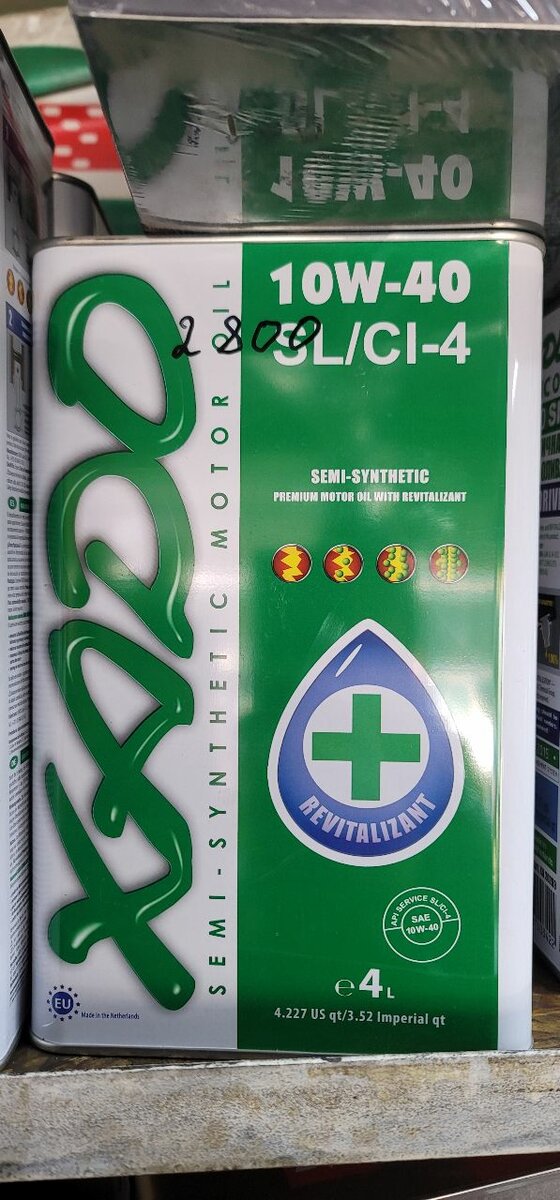 10W-40
10W-40
SL/CI-4
2800
XADO
SEMI-SYNTHETIC MOTOR OIL
SEMI-SYNTHETIC
PREMIUM MOTOR OIL WITH REVITALIZANT
REVITALIZANT
API SERVICE SL/CI-4
SAE
10W-40
℮4L
4.227 US qt/3.52 Imperial qt
EU
Made in the Netherlands